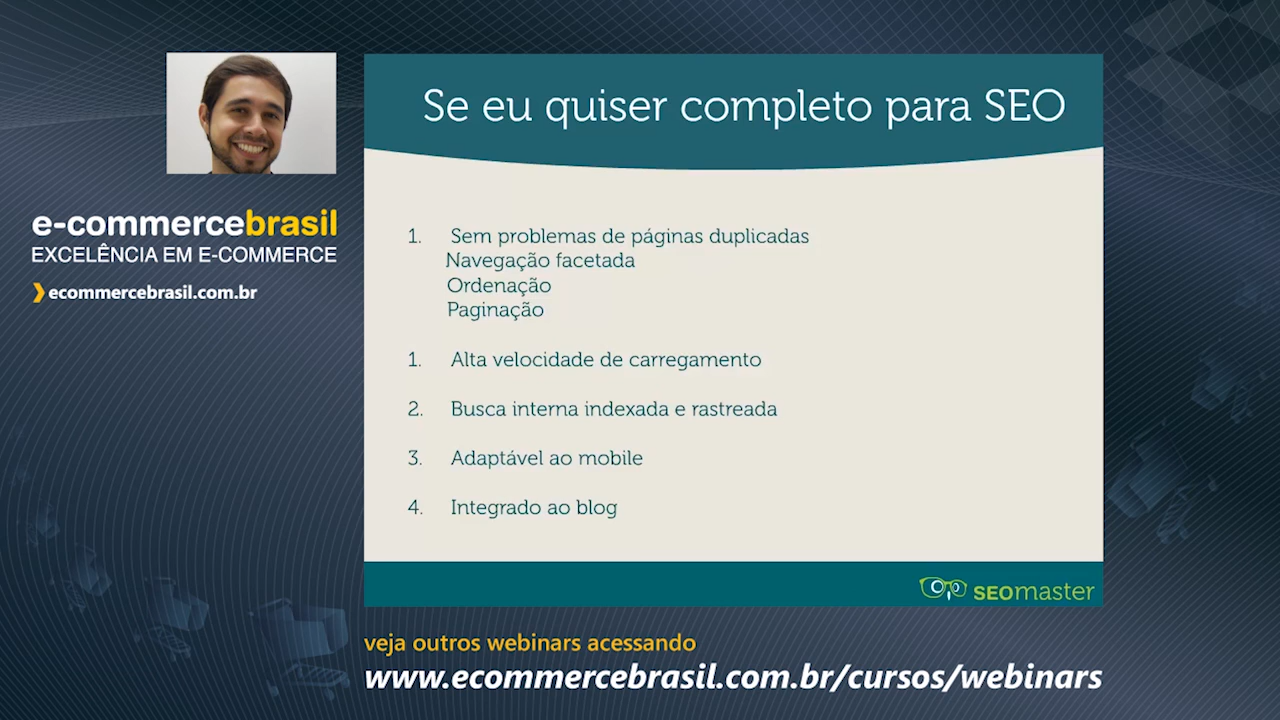 Se eu quiser completo para SEO
e-commercebrasil
EXCELÊNCIA EM E-COMMERCE
ecommercebrasil.com.br
1. Sem problemas de páginas duplicadas
Navegação facetada
Ordenação
Paginação
1. Alta velocidade de carregamento
2. Busca interna indexada e rastreada
3. Adaptável ao mobile
4. Integrado ao blog
SEOmaster
veja outros webinars acessando
www.ecommercebrasil.com.br/cursos/webinars